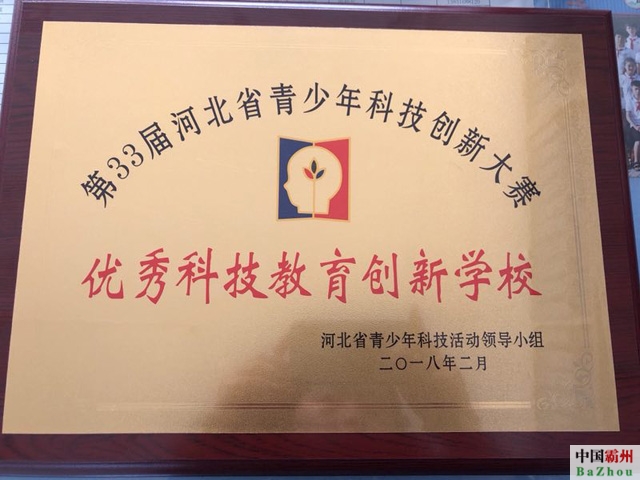 第33届河北省青少年科技创新大赛
优秀科技教育创新学校
河北省青少年科技活动领导小组
二〇一八年二月
中国霸州
BaZhou